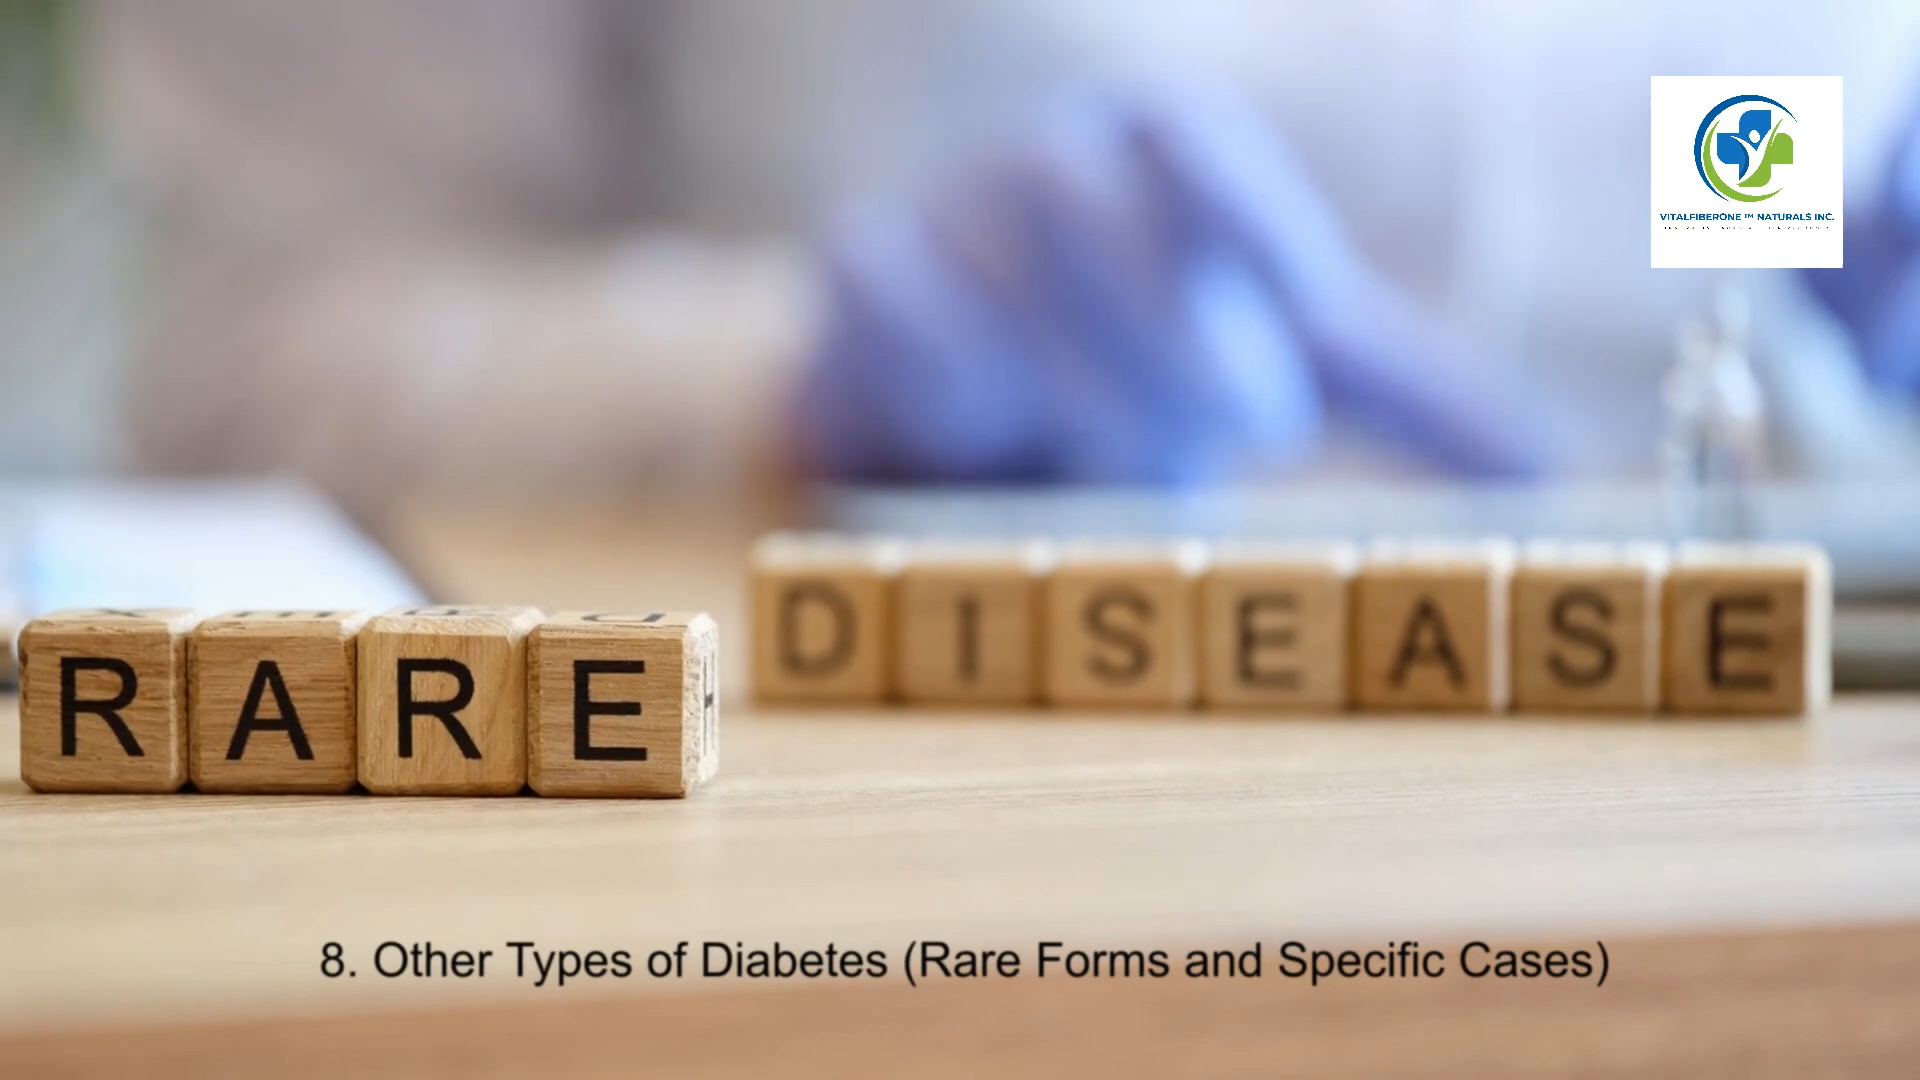 VITALFIBERONE ™ NATURALS INC.
RARE
DISEASE
8. Other Types of Diabetes (Rare Forms and Specific Cases)